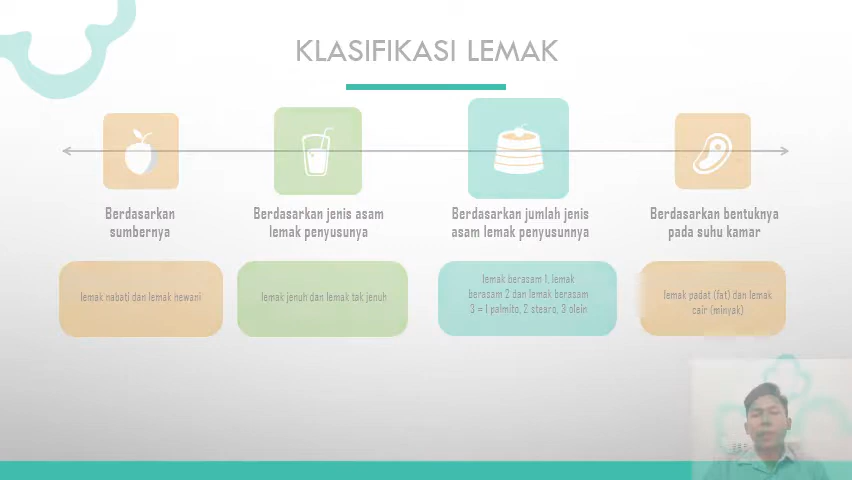 KLASIFIKASI LEMAK
Berdasarkan
sumbernya
Berdasarkan jenis asam
lemak penyusunya
Berdasarkan jumlah jenis
asam lemak penyusunnya
Berdasarkan bentuknya
pada suhu kamar
lemak nabati dan lemak hewani
lemak jenuh dan lemak tak jenuh
lemak berasam 1, lemak
berasam 2 dan lemak berasam
3 = 1 palmito, 2 stearo, 3 olein
lemak padat (fat) dan lemak
cair (minyak)